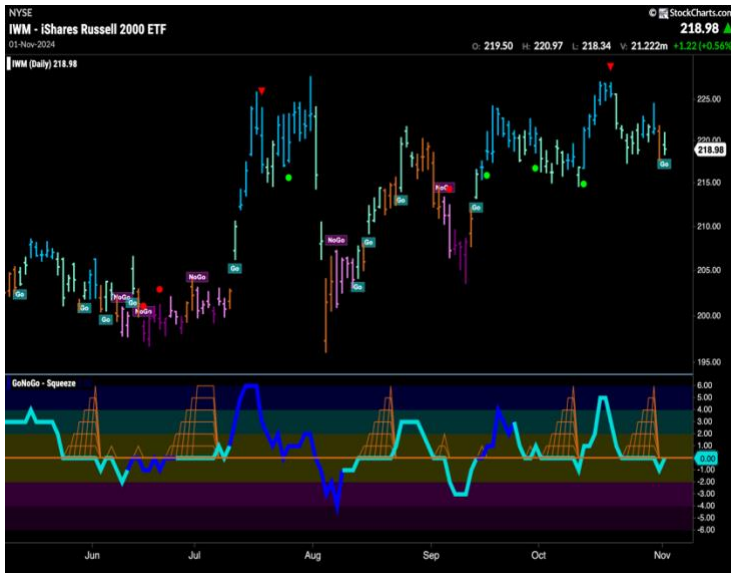 NYSE
© StockCharts.com
IWM - iShares Russell 2000 ETF
218.98
01-Nov-2024
O: 219.50 H: 220.97 L: 218.34 V: 21.222m +1.22 (+0.56%
IWM (Daily) 218.98
225.00
220.00
218.98
215.00
210.00
205.00
200.00
195.00
Go
Go
Go
NoGo
Go
NoGo
NoGo
Go
NoGo
Go
Go
Go
NoGo
Go
Go
GoNoGo - Squeeze
6.00
5.00
4.00
3.00
2.00
1.00
0.00
-1.00
-2.00
-3.00
-4.00
-5.00
-6.00
Jun Jul Aug Sep Oct Nov